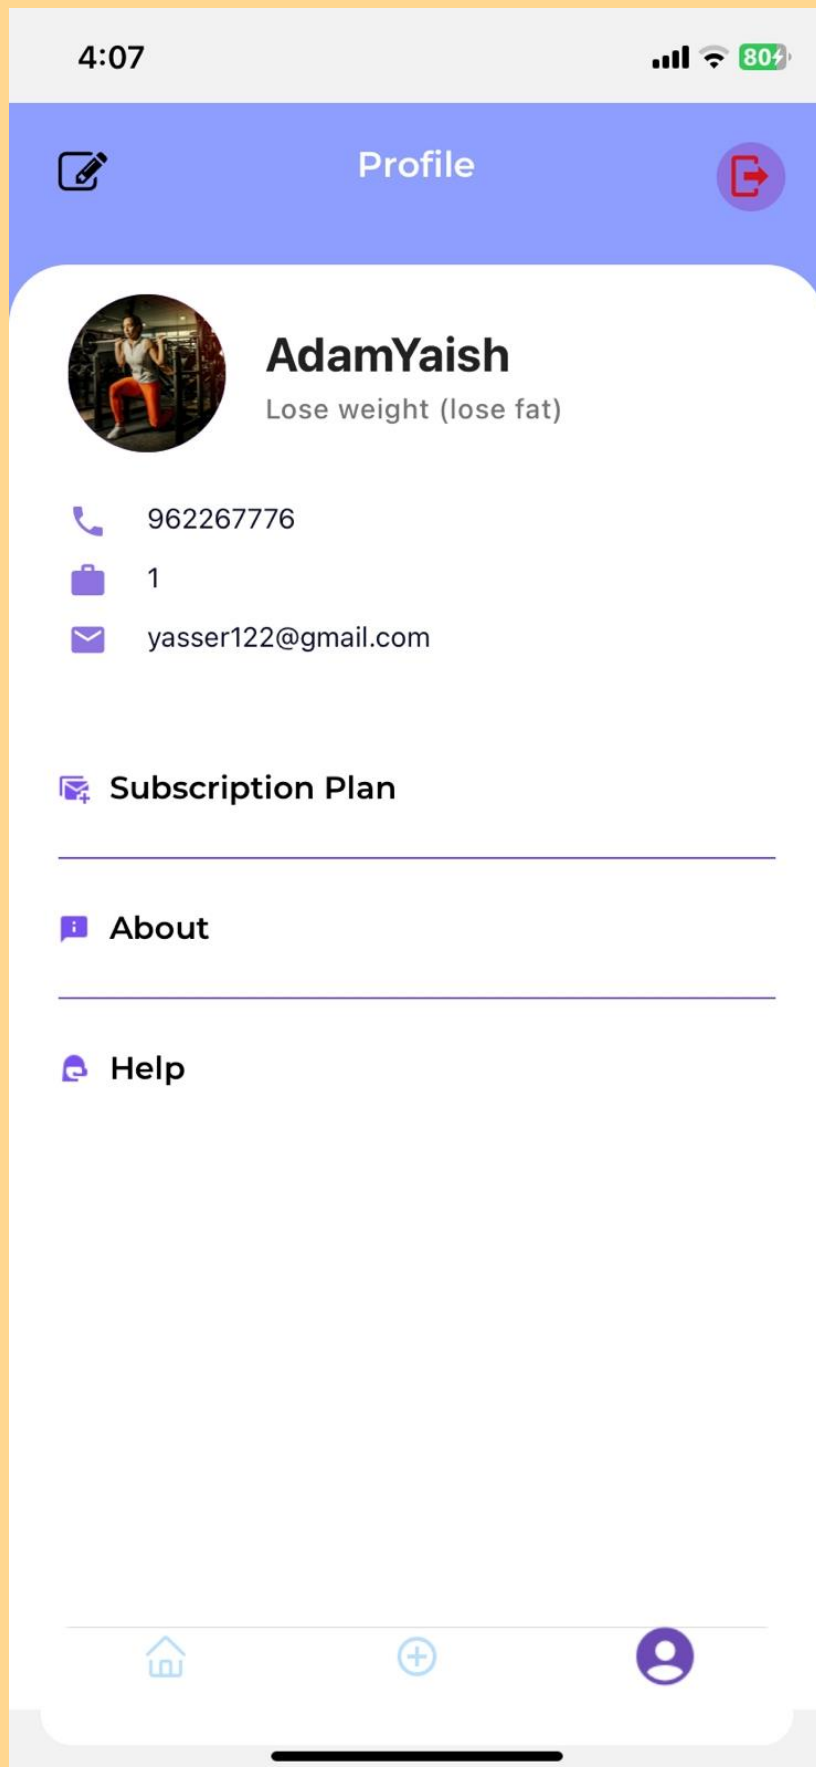 4:07
80
Profile
AdamYaish
Lose weight (lose fat)
962267776
1
yasser122@gmail.com
Subscription Plan
About
Help